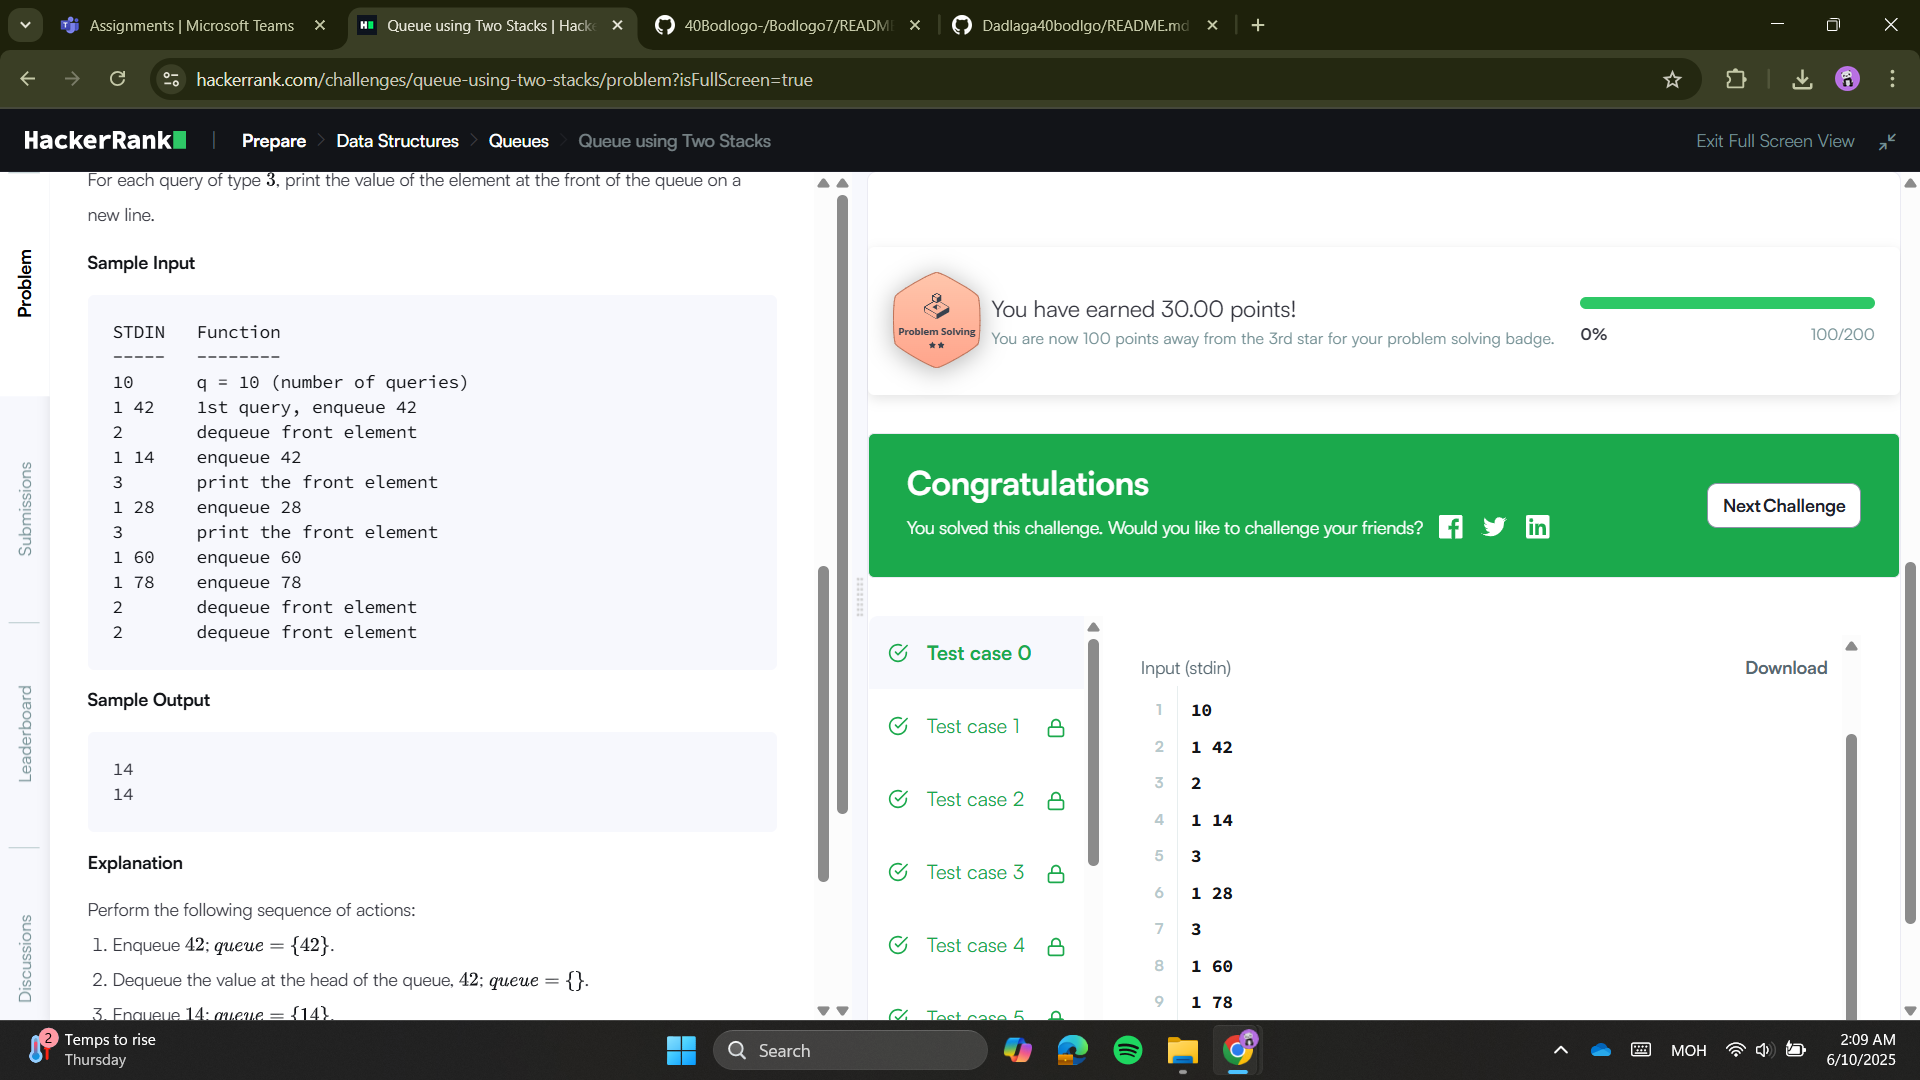 Assignments | Microsoft Teams
Queue using Two Stacks | Hack
40Bodlogo-/Bodlogo7/README
Dadlaga40bodlgo/README.md
hackerrank.com/challenges/queue-using-two-stacks/problem?isFullScreen=true
HackerRank
Prepare
Data Structures
Queues
Queue using Two Stacks
Exit Full Screen View
Problem
Submissions
Leaderboard
Discussions
For each query of type 3, print the value of the element at the front of the queue on a
new line.
Sample Input
STDIN Function
----- --------
10 q = 10 (number of queries)
1 42 1st query, enqueue 42
2 dequeue front element
1 14 enqueue 42
3 print the front element
1 28 enqueue 28
3 print the front element
1 60 enqueue 60
1 78 enqueue 78
2 dequeue front element
2 dequeue front element
Sample Output
14
14
Explanation
Perform the following sequence of actions:
1. Enqueue 42; queue = {42}.
2. Dequeue the value at the head of the queue, 42; queue = {}.
3. Enqueue 14; queue = {14}.
Problem Solving
You have earned 30.00 points!
You are now 100 points away from the 3rd star for your problem solving badge.
0%
100/200
Congratulations
You solved this challenge. Would you like to challenge your friends?
Next Challenge
Test case 0
Test case 1
Test case 2
Test case 3
Test case 4
Test case 5
Input (stdin)
Download
1 10
2 1 42
3 2
4 1 14
5 3
6 1 28
7 3
8 1 60
9 1 78
2
Temps to rise
Thursday
Search
MOH
2:09 AM
6/10/2025